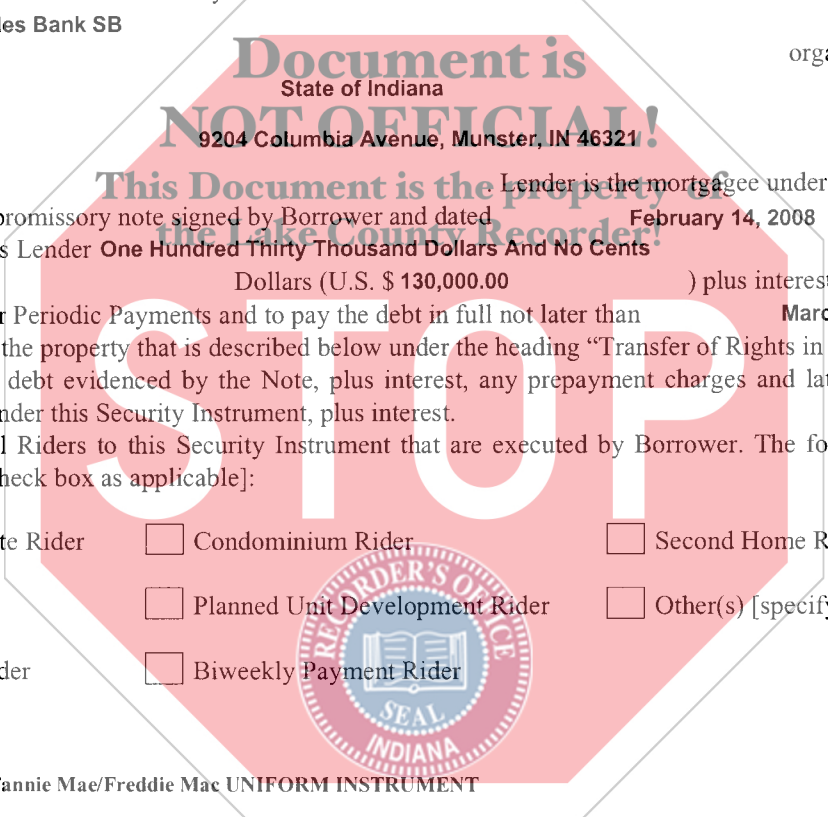 les Bank SB
orga
Document is
State of Indiana
NOT OFFICIAL!
9204 Columbia Avenue, Munster, IN 46321
This Document is the property of
. Lender is the mortgagee under
promissory note signed by Borrower and dated February 14, 2008
the Lake County Recorder!
s Lender One Hundred Thirty Thousand Dollars And No Cents
Dollars (U.S. $ 130,000.00 ) plus interest
r Periodic Payments and to pay the debt in full not later than Marc
the property that is described below under the heading “Transfer of Rights in
debt evidenced by the Note, plus interest, any prepayment charges and lat
nder this Security Instrument, plus interest.
l Riders to this Security Instrument that are executed by Borrower. The fo
heck box as applicable]:
STOP
te Rider Condominium Rider Second Home R
Planned Unit Development Rider Other(s) [specify
der Biweekly Payment Rider
RECORDER'S OFFICE
SEAL
INDIANA
annie Mae/Freddie Mac UNIFORM INSTRUMENT